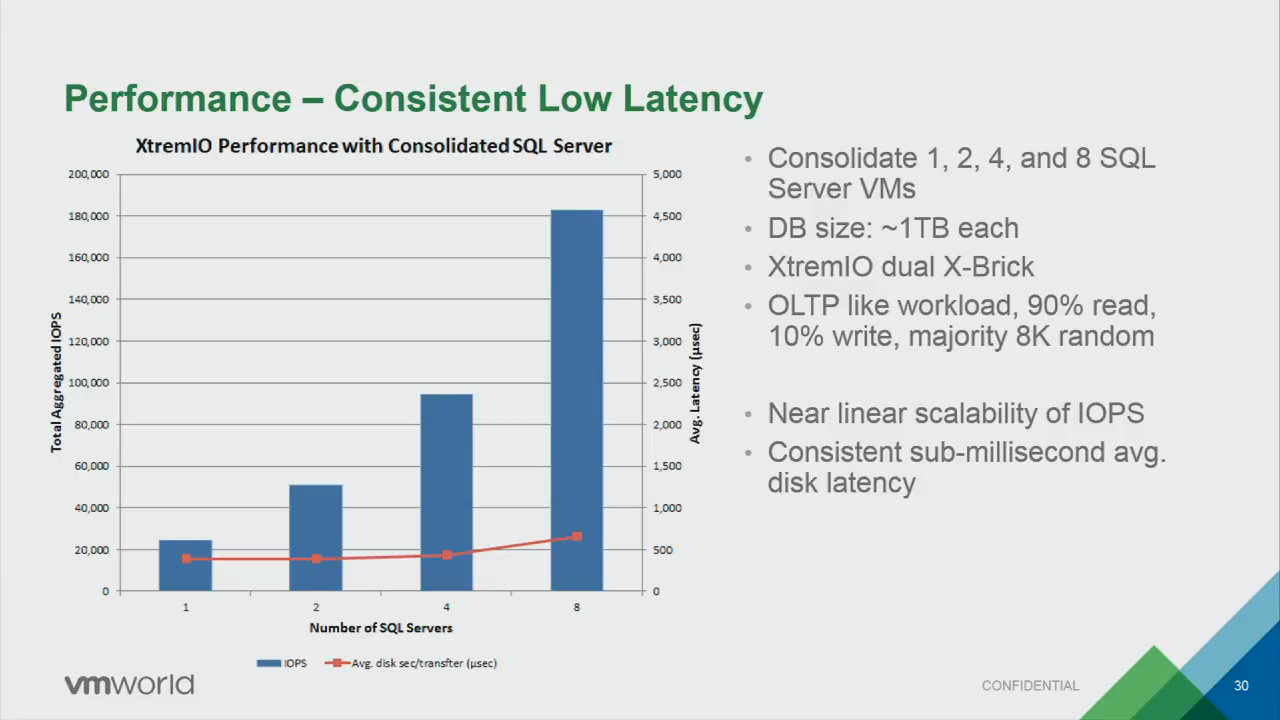 Performance – Consistent Low Latency
XtremIO Performance with Consolidated SQL Server
200,000
180,000
160,000
140,000
120,000
100,000
80,000
60,000
40,000
20,000
0
Total Aggregated IOPS
5,000
4,500
4,000
3,500
3,000
2,500
2,000
1,500
1,000
500
0
Avg. Latency (µsec)
1 2 4 8
Number of SQL Servers
IOPS Avg. disk sec/transfter (µsec)
• Consolidate 1, 2, 4, and 8 SQL
Server VMs
• DB size: ~1TB each
• XtremIO dual X-Brick
• OLTP like workload, 90% read,
10% write, majority 8K random
• Near linear scalability of IOPS
• Consistent sub-millisecond avg.
disk latency
vmworld
CONFIDENTIAL
30